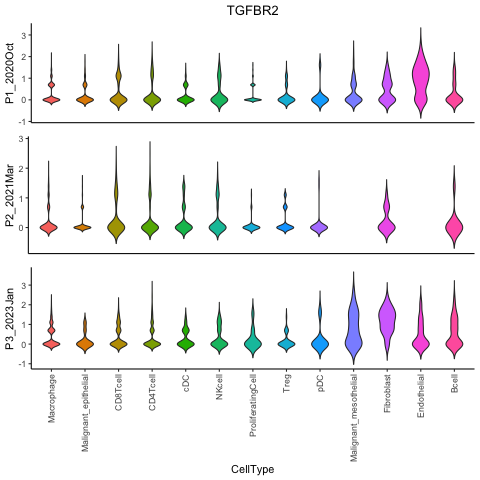 TGFBR2
P1_2020Oct
3
2
1
0
-1
P2_2021Mar
3
2
1
0
P3_2023Jan
3
2
1
0
-1
Macrophage
Malignant_epithelial
CD8Tcell
CD4Tcell
cDC
NKcell
ProliferatingCell
Treg
pDC
Malignant_mesothelial
Fibroblast
Endothelial
Bcell
CellType